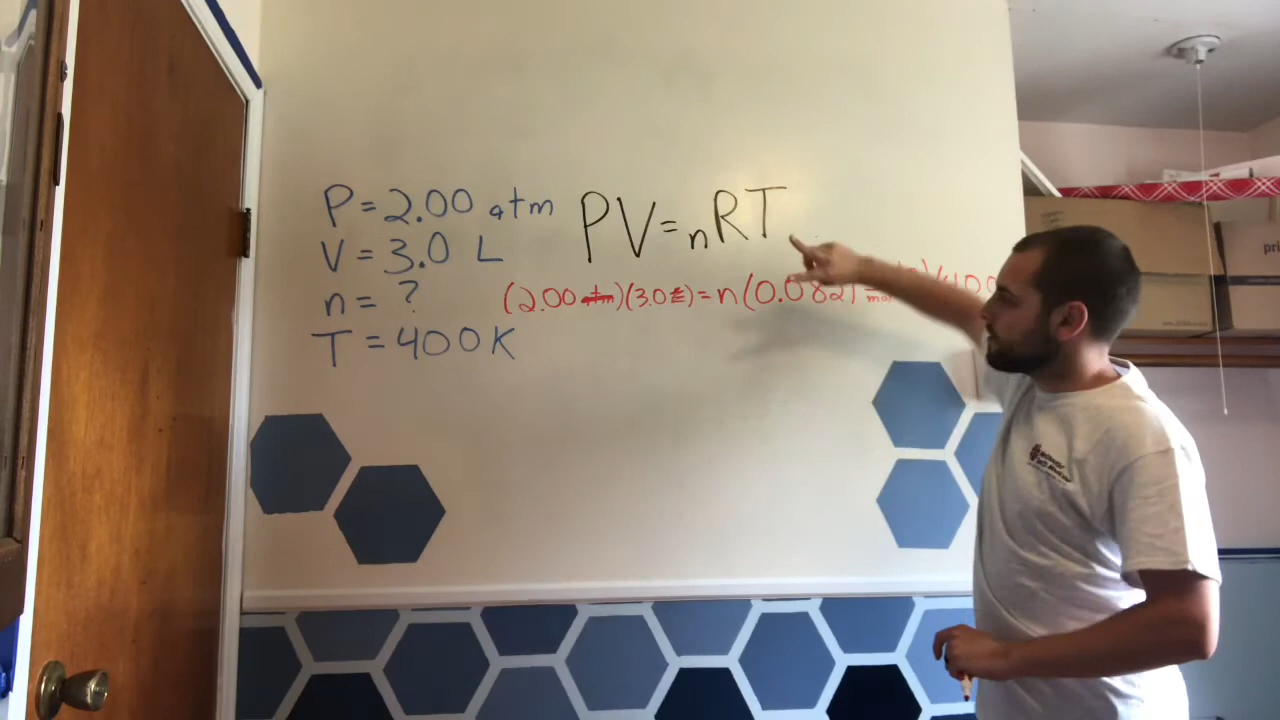 P = 2.00 atm
V = 3.0 L
n = ?
T = 400 K
PV = nRT
(2.00 atm)(3.0 L) = n(0.082)